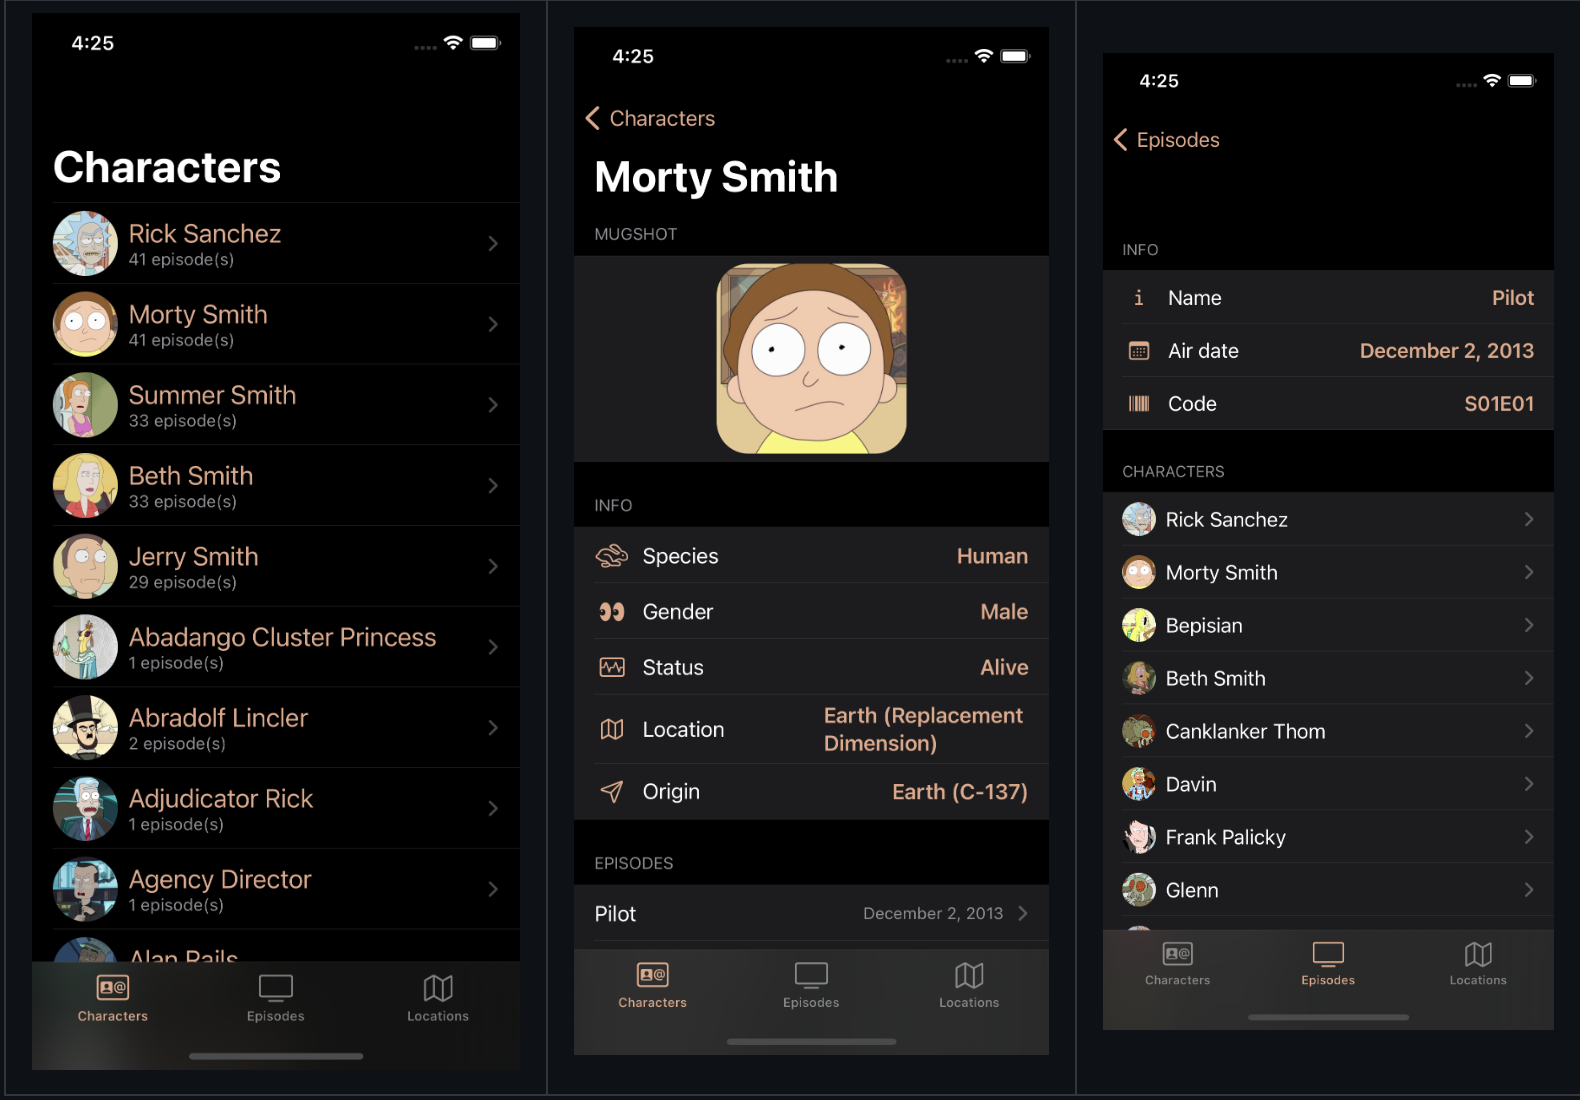 4:25
Characters
Rick Sanchez
41 episode(s)
Morty Smith
41 episode(s)
Summer Smith
33 episode(s)
Beth Smith
33 episode(s)
Jerry Smith
29 episode(s)
Abadango Cluster Princess
1 episode(s)
Abradolf Lincler
2 episode(s)
Adjudicator Rick
1 episode(s)
Agency Director
1 episode(s)
Alan Rails
Characters
Episodes
Locations
4:25
Characters
Morty Smith
MUGSHOT
INFO
Species Human
Gender Male
Status Alive
Location Earth (Replacement
Dimension)
Origin Earth (C-137)
EPISODES
Pilot December 2, 2013
Characters
Episodes
Locations
4:25
Episodes
INFO
Name Pilot
Air date December 2, 2013
Code S01E01
CHARACTERS
Rick Sanchez
Morty Smith
Bepisian
Beth Smith
Canklanker Thom
Davin
Frank Palicky
Glenn
Characters
Episodes
Locations